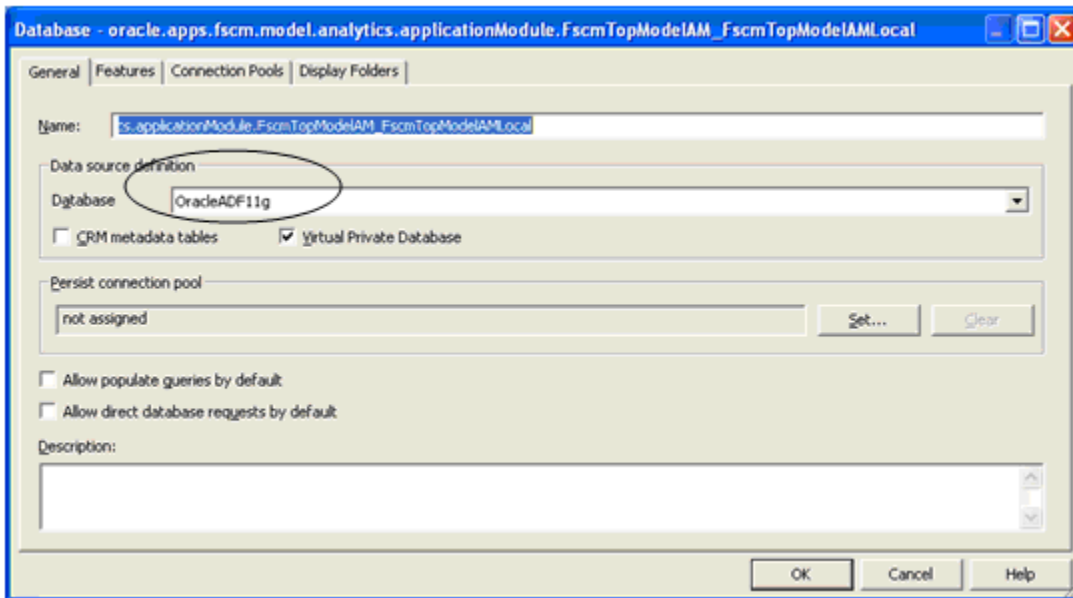 Database - oracle.apps.fscm.model.analytics.applicationModule.FscmTopModelAM_FscmTopModelAMLocal
General Features Connection Pools Display Folders
Name: cs.applicationModule.FscmTopModelAM_FscmTopModelAMLocal
Data source definition
Database OracleADF11g
CRM metadata tables Virtual Private Database
Persist connection pool
not assigned Set... Clear
Allow populate queries by default
Allow direct database requests by default
Description:
OK Cancel Help